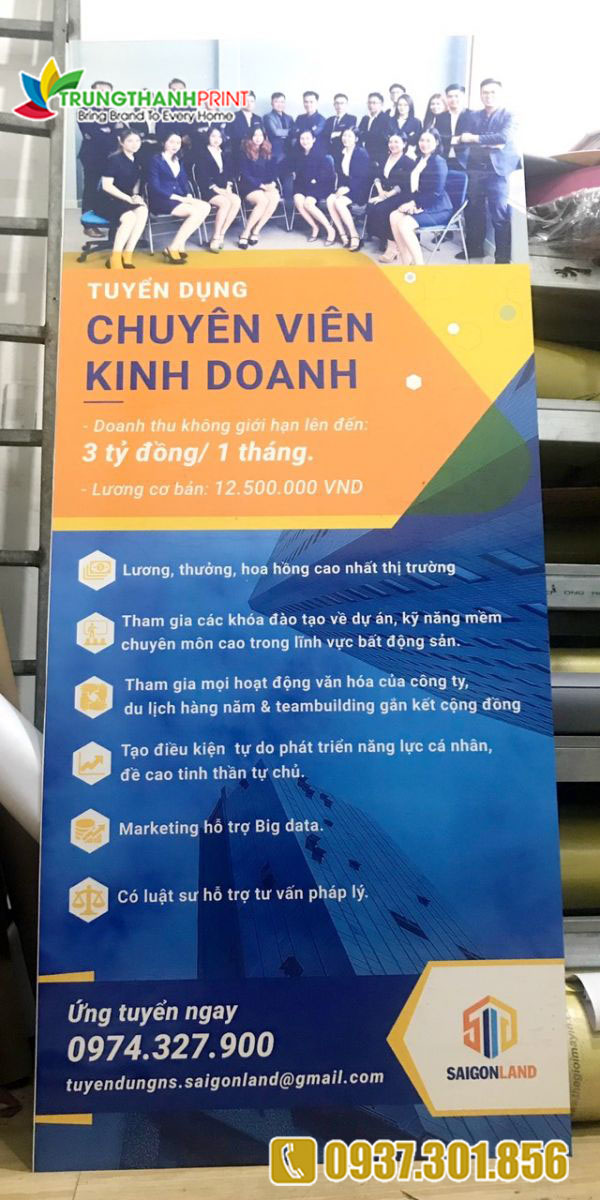 TRUNGTHANHPRINT
Bring Brand To Every Home
TUYỂN DỤNG
CHUYÊN VIÊN
KINH DOANH
- Doanh thu không giới hạn lên đến:
3 tỷ đồng/ 1 tháng.
- Lương cơ bản: 12.500.000 VND
Lương, thưởng, hoa hồng cao nhất thị trường
Tham gia các khóa đào tạo về dự án, kỹ năng mềm
chuyên môn cao trong lĩnh vực bất động sản.
Tham gia mọi hoạt động văn hóa của công ty,
du lịch hàng năm & teambuilding gắn kết cộng đồng
Tạo điều kiện tự do phát triển năng lực cá nhân,
đề cao tinh thần tự chủ.
Marketing hỗ trợ Big data.
Có luật sư hỗ trợ tư vấn pháp lý.
Ứng tuyển ngay
0974.327.900
tuyendungns.saigonland@gmail.com
SAIGONLAND
0937.301.856